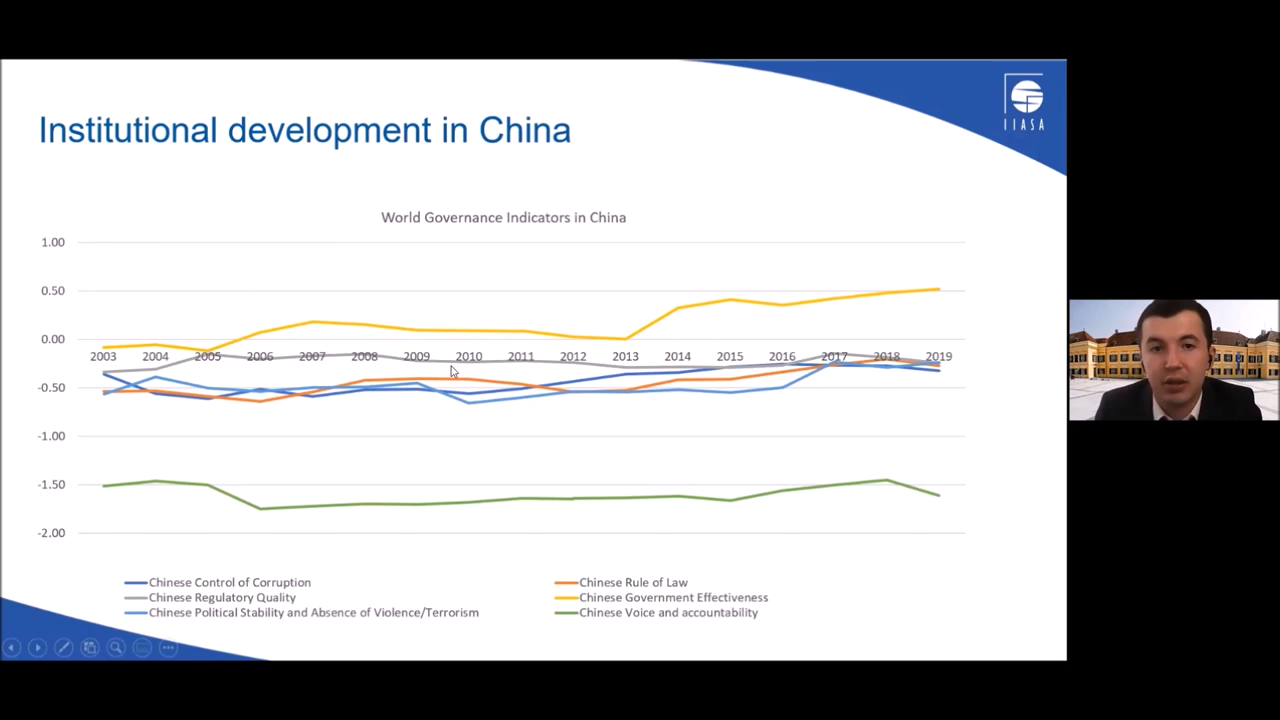 IIASA
Institutional development in China
World Governance Indicators in China
1.00
0.50
0.00
2003 2004 2005 2006 2007 2008 2009 2010 2011 2012 2013 2014 2015 2016 2017 2018 2019
-0.50
-1.00
-1.50
-2.00
Chinese Control of Corruption Chinese Rule of Law
Chinese Regulatory Quality Chinese Government Effectiveness
Chinese Political Stability and Absence of Violence/Terrorism Chinese Voice and accountability